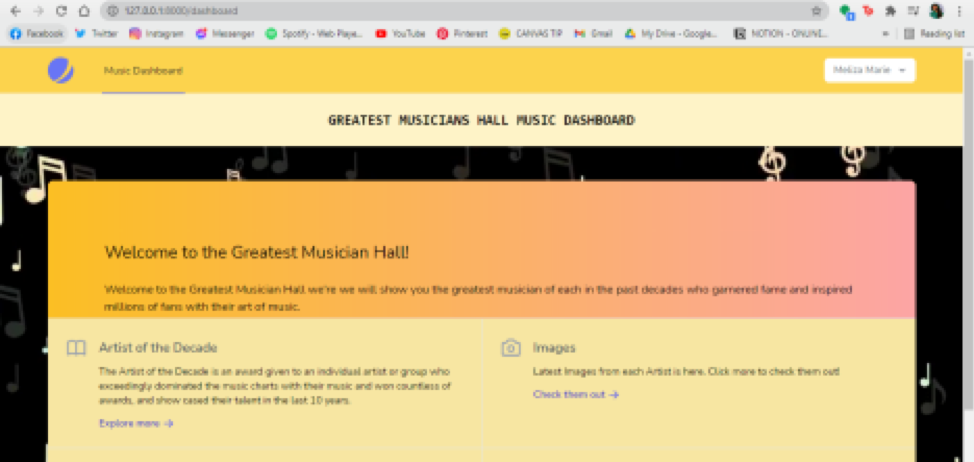 127.0.0.1:8000/dashboard
Facebook Twitter Instagram Messenger Spotify - Web Playe... YouTube Pinterest CANVAS TIP Gmail My Drive - Google... NOTION - ONLINE... » Reading list
Music Dashboard Meliza Marie
GREATEST MUSICIANS HALL MUSIC DASHBOARD
Welcome to the Greatest Musician Hall!
Welcome to the Greatest Musician Hall we're we will show you the greatest musician of each in the past decades who garnered fame and inspired
millions of fans with their art of music.
Artist of the Decade
The Artist of the Decade is an award given to an individual artist or group who
exceedingly dominated the music charts with their music and won countless of
awards, and show cased their talent in the last 10 years.
Explore more →
Images
Latest Images from each Artist is here. Click more to check them out!
Check them out →